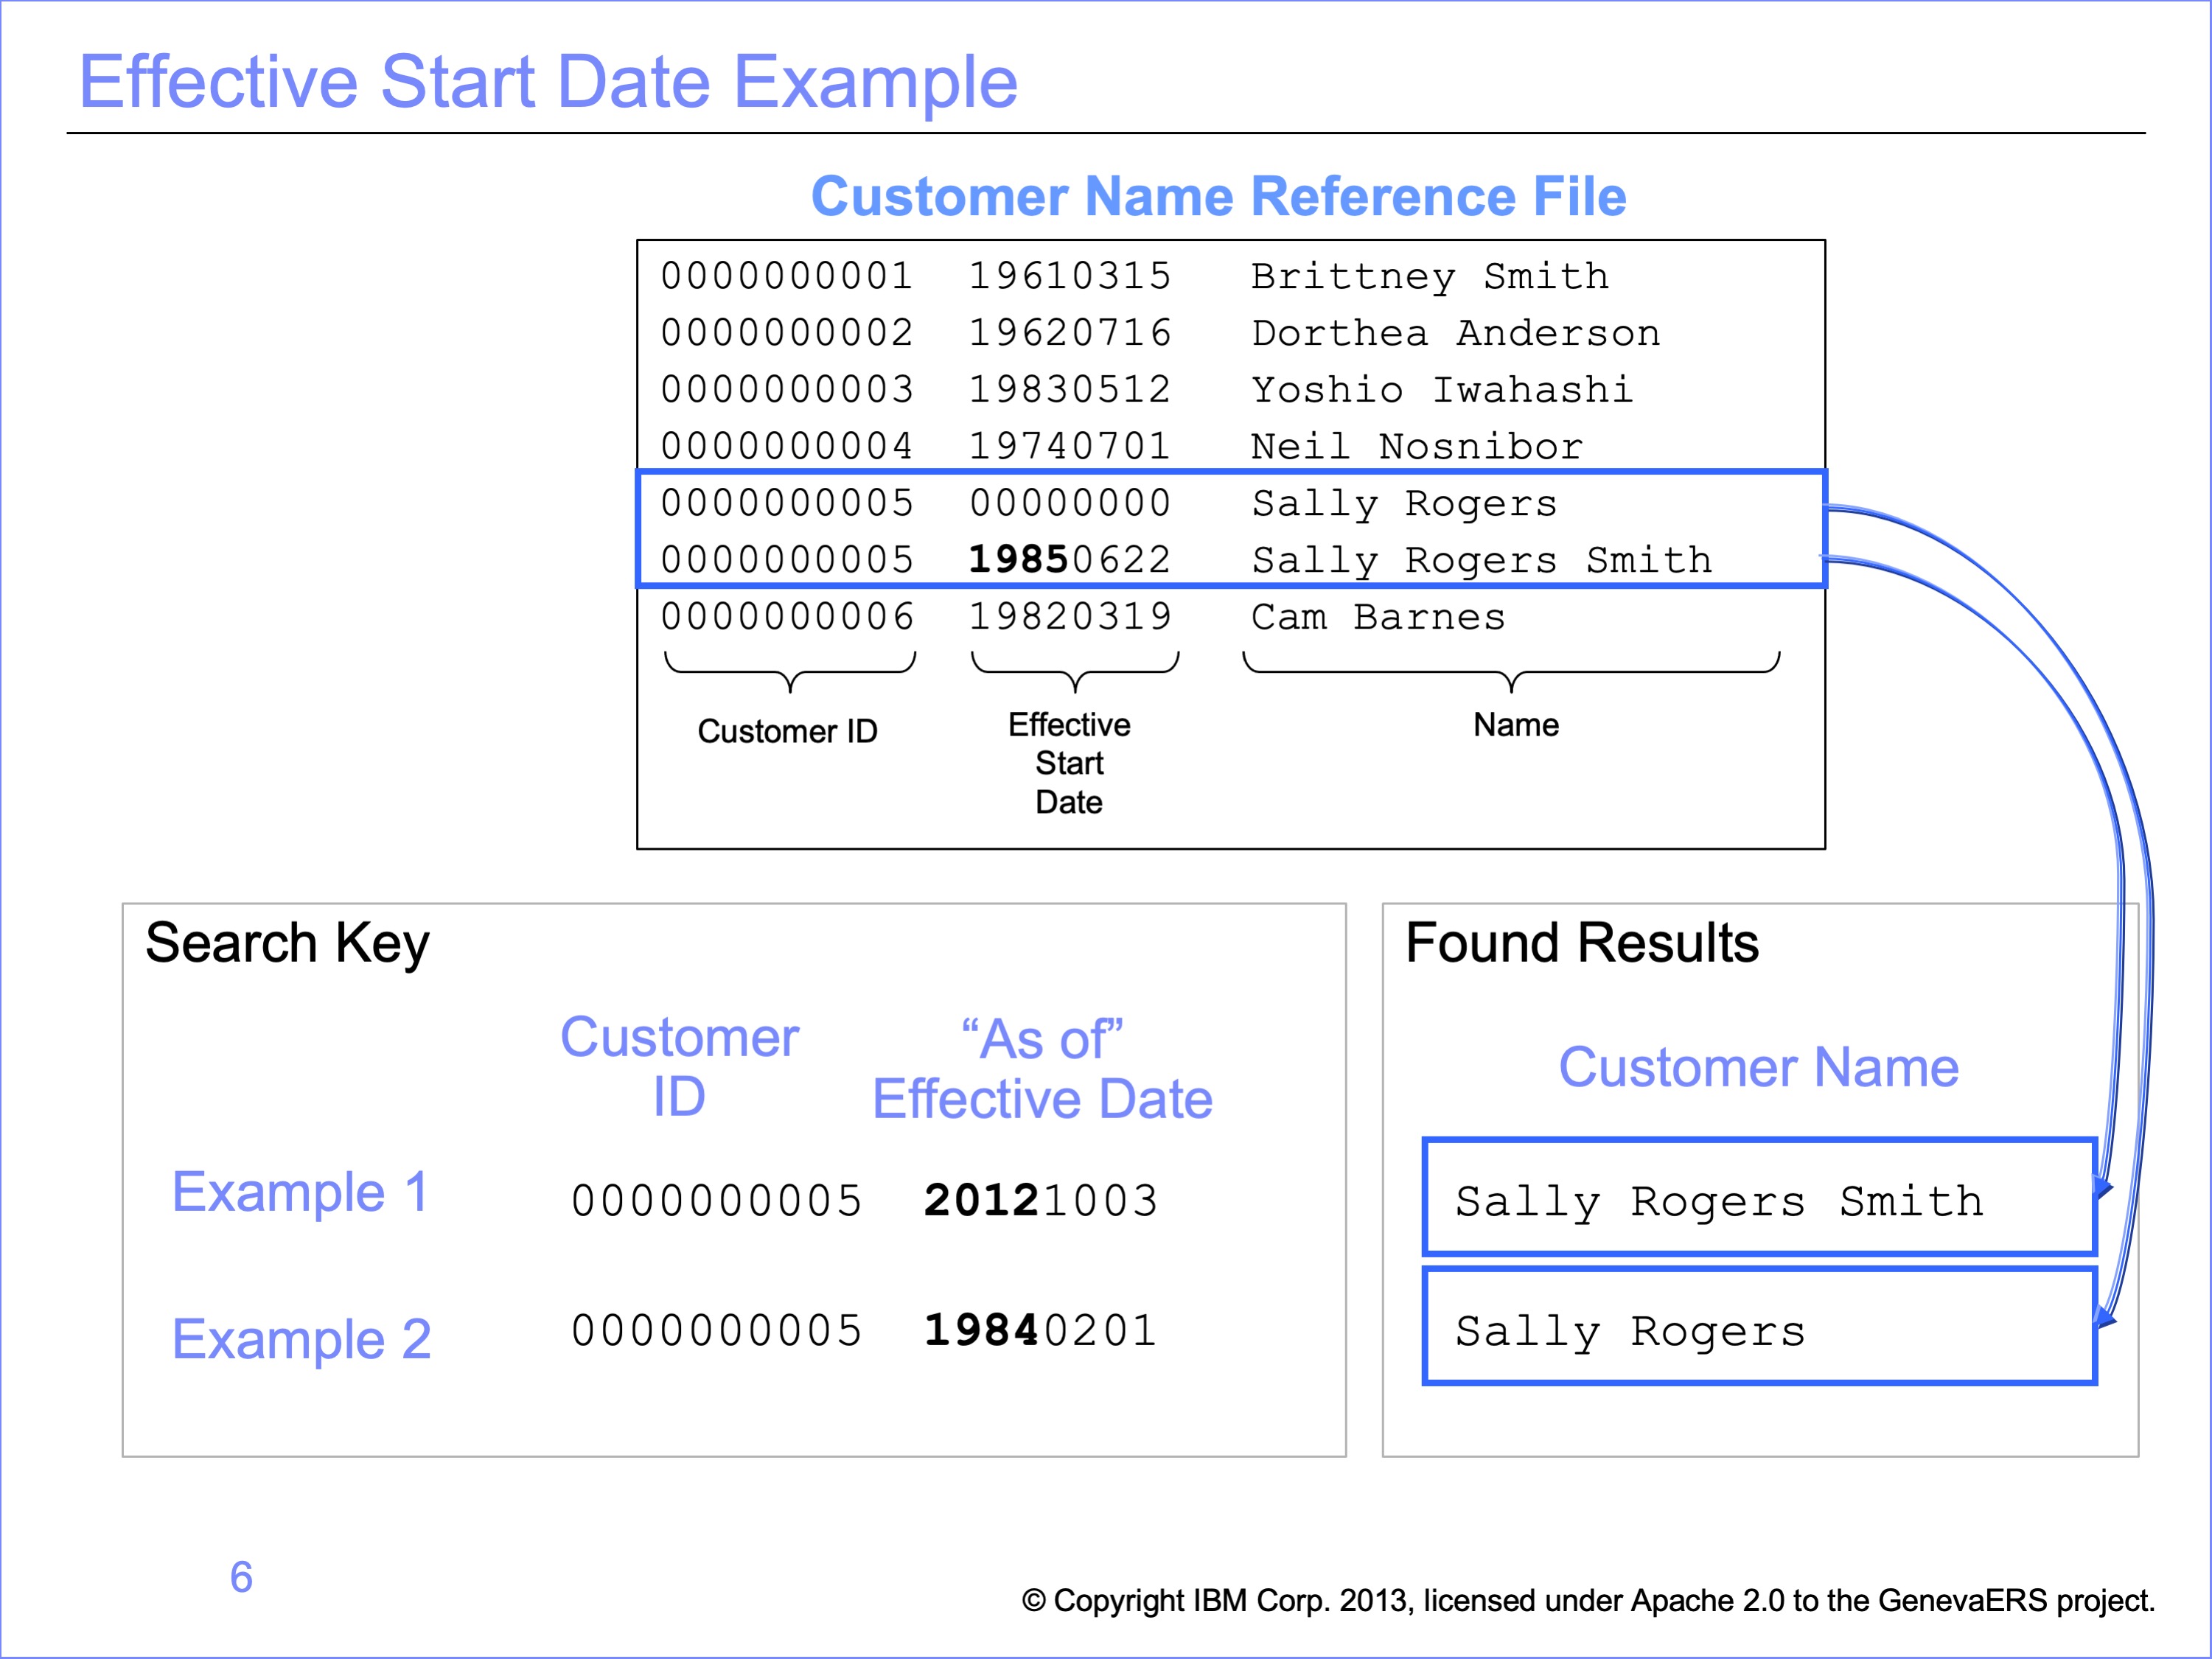 Effective Start Date Example
Customer Name Reference File
0000000001 19610315 Brittney Smith
0000000002 19620716 Dorthea Anderson
0000000003 19830512 Yoshio Iwahashi
0000000004 19740701 Neil Nosnibor
0000000005 00000000 Sally Rogers
0000000005 19850622 Sally Rogers Smith
0000000006 19820319 Cam Barnes
Customer ID
Effective
Start
Date
Name
Search Key
Customer
ID
“As of”
Effective Date
Example 1 0000000005 20121003
Example 2 0000000005 19840201
Found Results
Customer Name
Sally Rogers Smith
Sally Rogers
6
© Copyright IBM Corp. 2013, licensed under Apache 2.0 to the GenevaERS project.